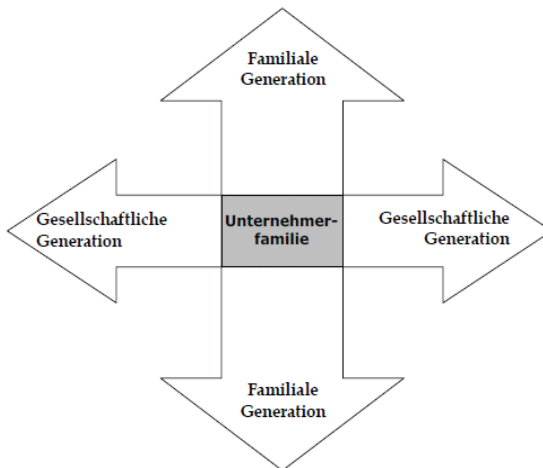 Familiale
Generation
Gesellschaftliche
Generation
Unternehmer-
familie
Gesellschaftliche
Generation
Familiale
Generation